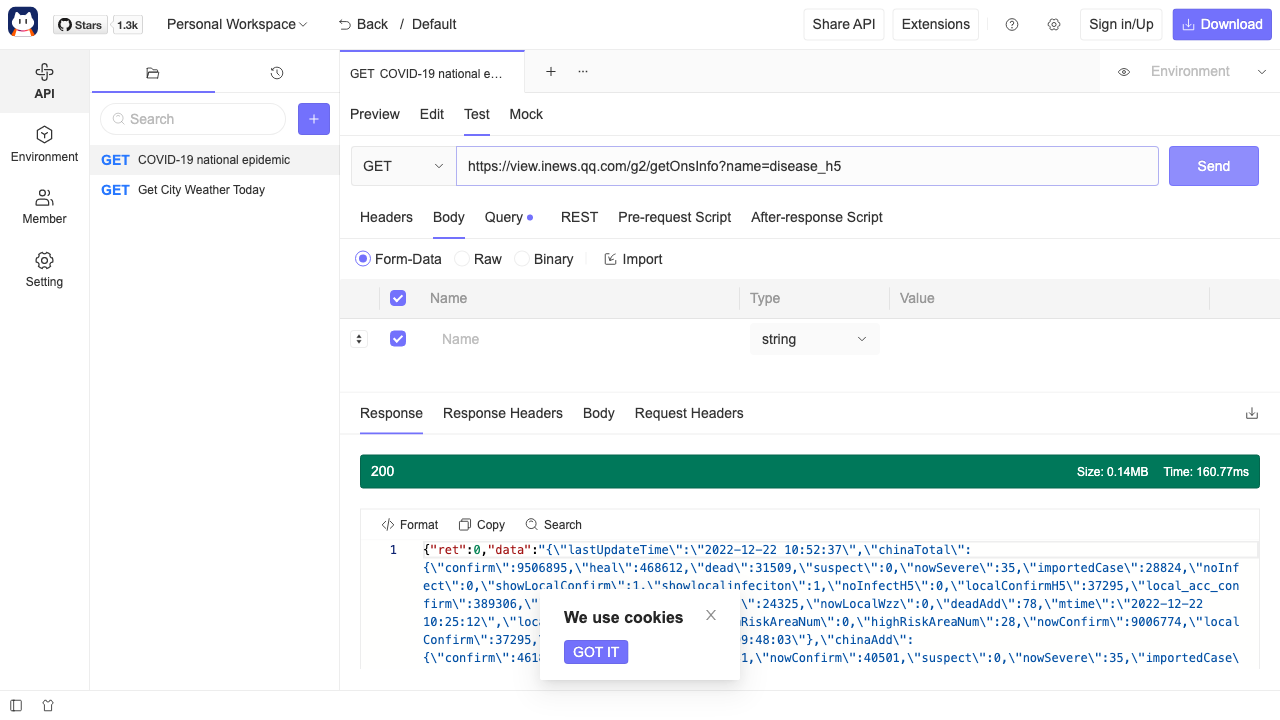 Stars 1.3k Personal Workspace Back / Default Share API Extensions Sign in/Up Download
API
Environment
Member
Setting
Search
GET COVID-19 national epidemic
GET Get City Weather Today
GET COVID-19 national e... Environment
Preview Edit Test Mock
GET https://view.inews.qq.com/g2/getOnsInfo?name=disease_h5 Send
Headers Body Query REST Pre-request Script After-response Script
Form-Data Raw Binary Import
Name Type Value
Name string
Response Response Headers Body Request Headers
200 Size: 0.14MB Time: 160.77ms
Format Copy Search
1 {"ret":0,"data":"{\"lastUpdateTime\":\"2022-12-22 10:52:37\",\"chinaTotal\":
{\"confirm\":9506895,\"heal\":468612,\"dead\":31509,\"suspect\":0,\"nowSevere\":35,\"importedCase\":28824,\"noInf
ect\":0,\"showLocalConfirm\":1,\"showlocalinfeciton\":1,\"noInfectH5\":0,\"localConfirmH5\":37295,\"local_acc_con
firm\":389306, \":24325,\"nowLocalWzz\":0,\"deadAdd\":78,\"mtime\":\"2022-12-22
10:25:12\",\"loc RiskAreaNum\":0,\"highRiskAreaNum\":28,\"nowConfirm\":9006774,\"local
Confirm\":37295, 9:48:03\"},\"chinaAdd\":
{\"confirm\":461 1,\"nowConfirm\":40501,\"suspect\":0,\"nowSevere\":35,\"importedCase\
We use cookies
GOT IT